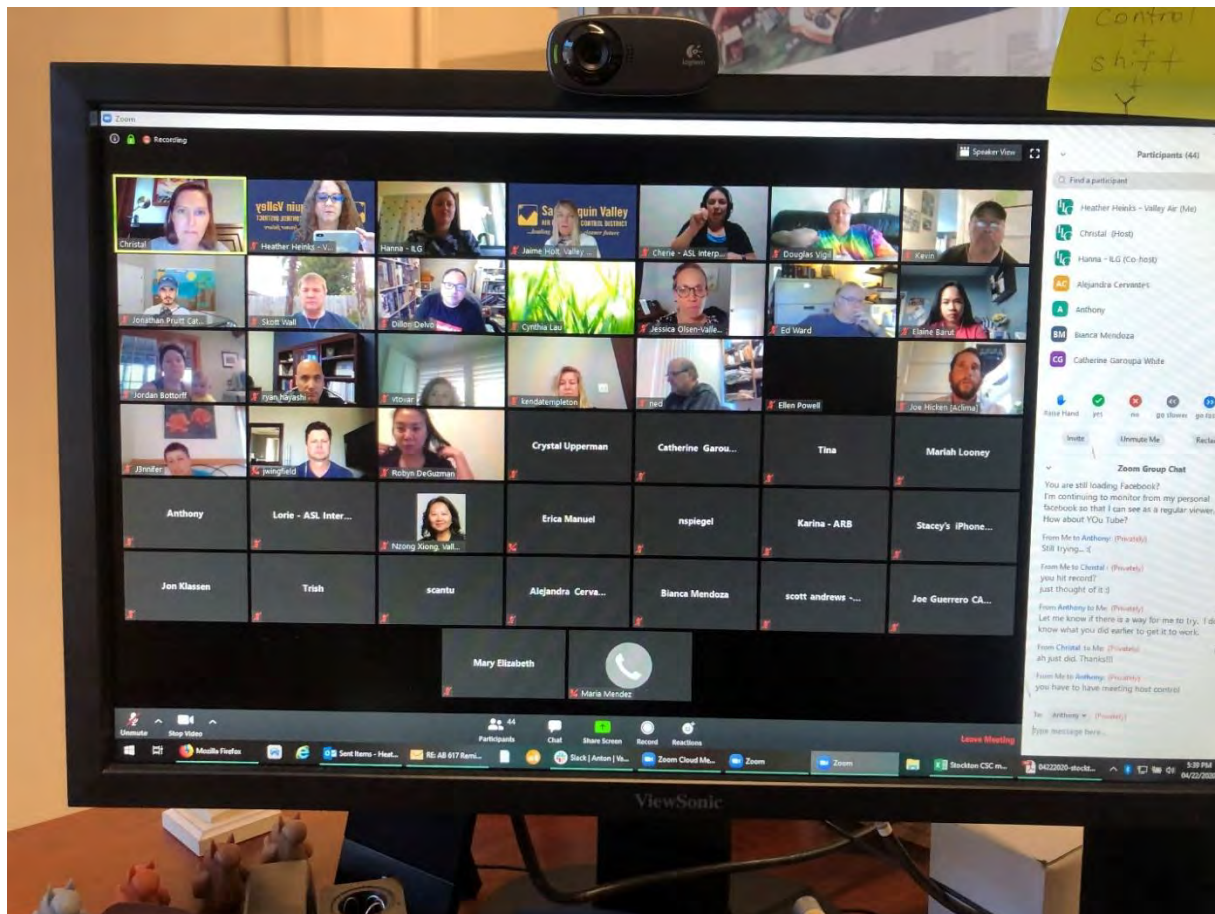 Control
+
shift
+
Y
Logitech
Zoom
Recording
Speaker View
Christal
Heather Heinks - V...
Hanna - ILG
Jaime Holt, Valley ...
Cherie - ASL Interp...
Douglas Vigil
Kevin
Jonathan Pruitt Cat...
Skott Wall
Dillon Delvo
Cynthia Lau
Jessica Olsen-Valle...
Ed Ward
Elaine Barut
Jordan Bottorff
ryan hayashi
vtovar
kendatempleton
ned
Ellen Powell
Joe Hicken (Aclima)
J3nnifer
jwingfield
Robyn DeGuzman
Crystal Upperman
Catherine Garou...
Tina
Mariah Looney
Anthony
Lorie - ASL Inter...
Nzong Xiong, Vall...
Erica Manuel
nspiegel
Karina - ARB
Stacey's iPhone...
Jon Klassen
Trish
scantu
Alejandra Cerva...
Bianca Mendoza
scott andrews -...
Joe Guerrero CA...
Mary Elizabeth
Maria Mendez
Unmute
Stop Video
44
Participants
Chat
Share Screen
Record
Reactions
Leave Meeting
Participants (44)
Find a participant
Heather Heinks - Valley Air (Me)
Christal (Host)
Hanna - ILG (Co-host)
AC Alejandra Cervantes
A Anthony
BM Bianca Mendoza
CG Catherine Garoupa White
Raise Hand yes no go slower
Invite Unmute Me
Zoom Group Chat
You are still loading Facebook?
I'm continuing to monitor from my personal
facebook so that I can see as a regular viewer.
How about YOu Tube?
From Me to Anthony: (Privately)
Still trying... :(
From Me to Christal: (Privately)
you hit record?
just thought of it :)
From Anthony to Me: (Privately)
Let me know if there is a way for me to try. I
know what you did earlier to get it to work.
From Christal to Me: (Privately)
ah just did. Thanks!!!
From Me to Anthony: (Privately)
you have to have meeting host control
To: Anthony (Privately)
Type message here...
Mozilla Firefox
Sent Items - Heat...
RE: AB 617 Remi...
Slack | Anton | Va...
Zoom Cloud Me...
Zoom
Zoom
Stockton CSC m...
04222020-stockt...
5:39 PM
ViewSonic